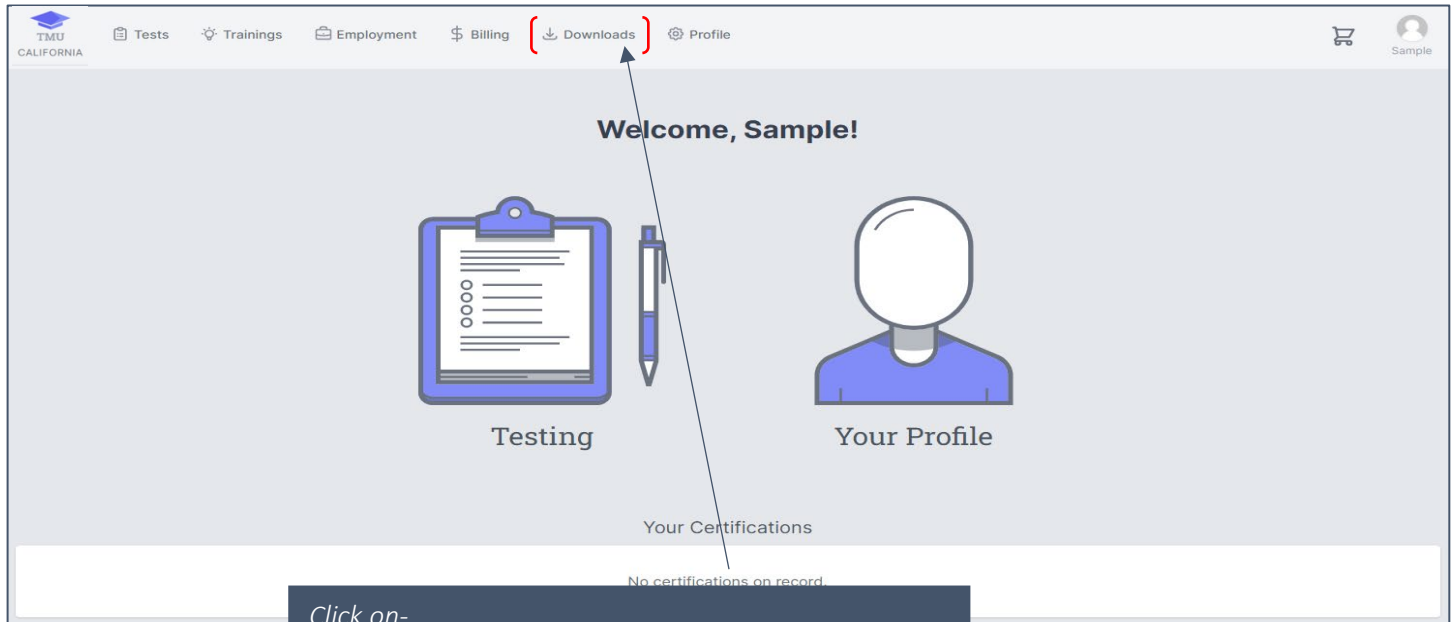 TMU
CALIFORNIA
Tests Trainings Employment $ Billing Downloads Profile
Sample
Welcome, Sample!
Testing Your Profile
Your Certifications
No certifications on record.
Click on-